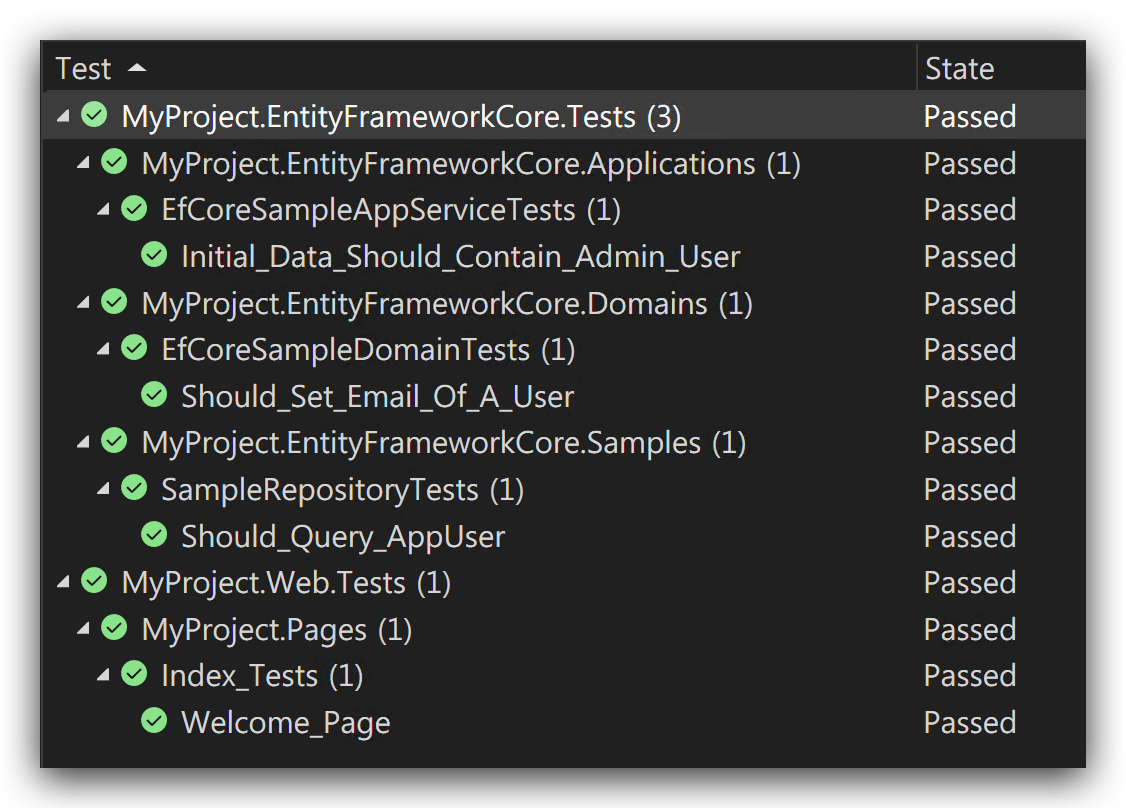 Test State
MyProject.EntityFrameworkCore.Tests (3) Passed
MyProject.EntityFrameworkCore.Applications (1) Passed
EfCoreSampleAppServiceTests (1) Passed
Initial_Data_Should_Contain_Admin_User Passed
MyProject.EntityFrameworkCore.Domains (1) Passed
EfCoreSampleDomainTests (1) Passed
Should_Set_Email_Of_A_User Passed
MyProject.EntityFrameworkCore.Samples (1) Passed
SampleRepositoryTests (1) Passed
Should_Query_AppUser Passed
MyProject.Web.Tests (1) Passed
MyProject.Pages (1) Passed
Index_Tests (1) Passed
Welcome_Page Passed